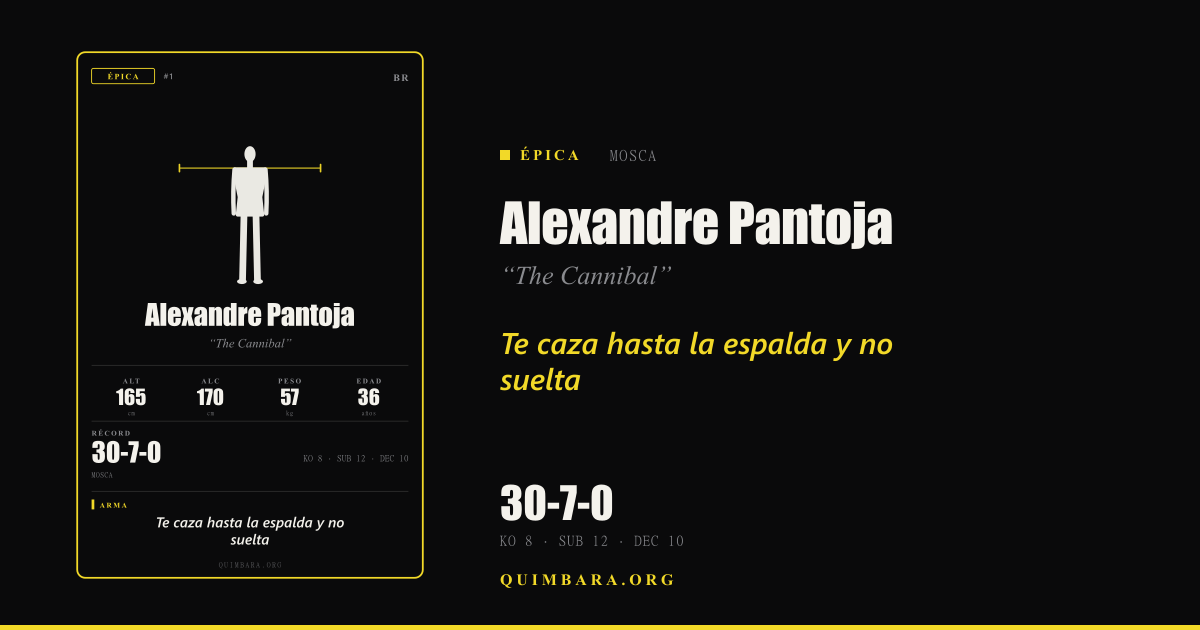 ÉPICA #1 BR
Alexandre Pantoja
“The Cannibal”
ALT ALC PESO EDAD
165 170 57 36
cm cm kg años
RÉCORD
30-7-0
KO 8 · SUB 12 · DEC 10
MOSCA
ARMA
Te caza hasta la espalda y no
suelta
QUIMBARA.ORG
ÉPICA MOSCA
Alexandre Pantoja
“The Cannibal”
Te caza hasta la espalda y no
suelta
30-7-0
KO 8 · SUB 12 · DEC 10
QUIMBARA.ORG